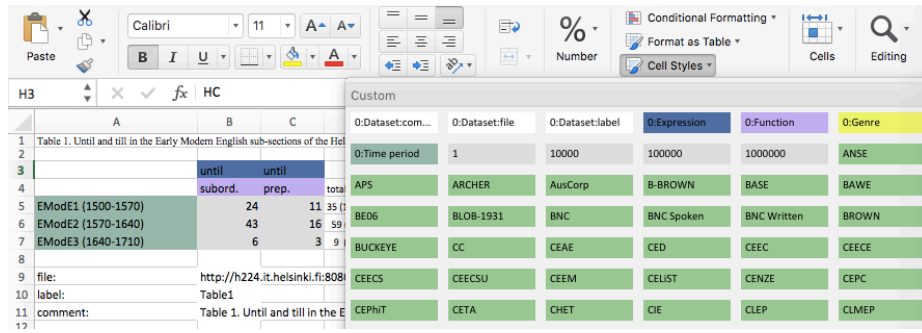 Calibri 11 A▲ A▼
Conditional Formatting
Format as Table
Cell Styles
Paste
B I U A
% Number
Cells
Editing
H3 fx HC
Custom
A B C
0:Dataset:com... 0:Dataset:file 0:Dataset:label 0:Expression 0:Function 0:Genre
0:Time period 1 10000 100000 1000000 ANSE
APS ARCHER AusCorp B-BROWN BASE BAWE
BE06 BLOB-1931 BNC BNC Spoken BNC Written BROWN
BUCKEYE CC CEAE CED CEEC CEECE
CEECS CEECSU CEEM CELiST CENZE CEPC
CEPhiT CETA CHET CIE CLEP CLMEP
1 Table 1. Until and till in the Early Modern English sub-sections of the Hel
2
3 until until
4 subord. prep. total
5 EModE1 (1500-1570) 24 11 35 (1
6 EModE2 (1570-1640) 43 16 59
7 EModE3 (1640-1710) 6 3 9
8
9 file: http://h224.it.helsinki.fi:8080
10 label: Table1
11 comment: Table 1. Until and till in the E
12